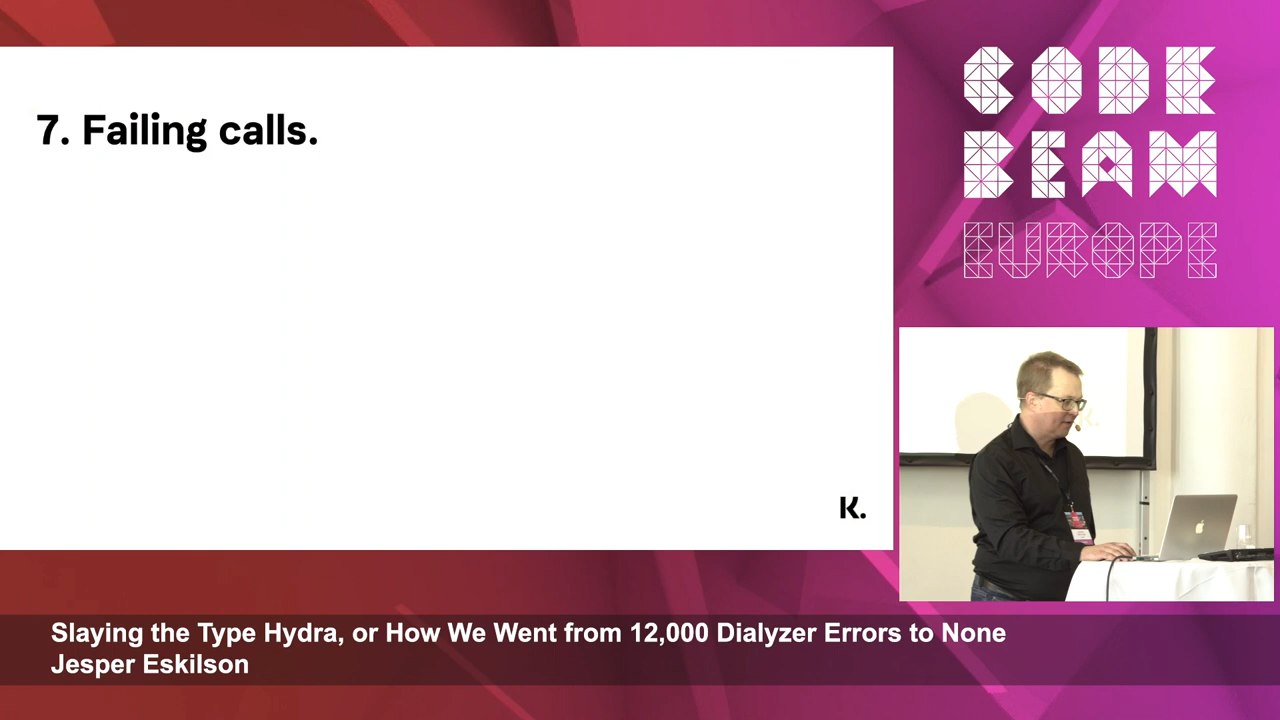 7. Failing calls.
K.
CODE
BEAM
EUROPE
Slaying the Type Hydra, or How We Went from 12,000 Dialyzer Errors to None
Jesper Eskilson